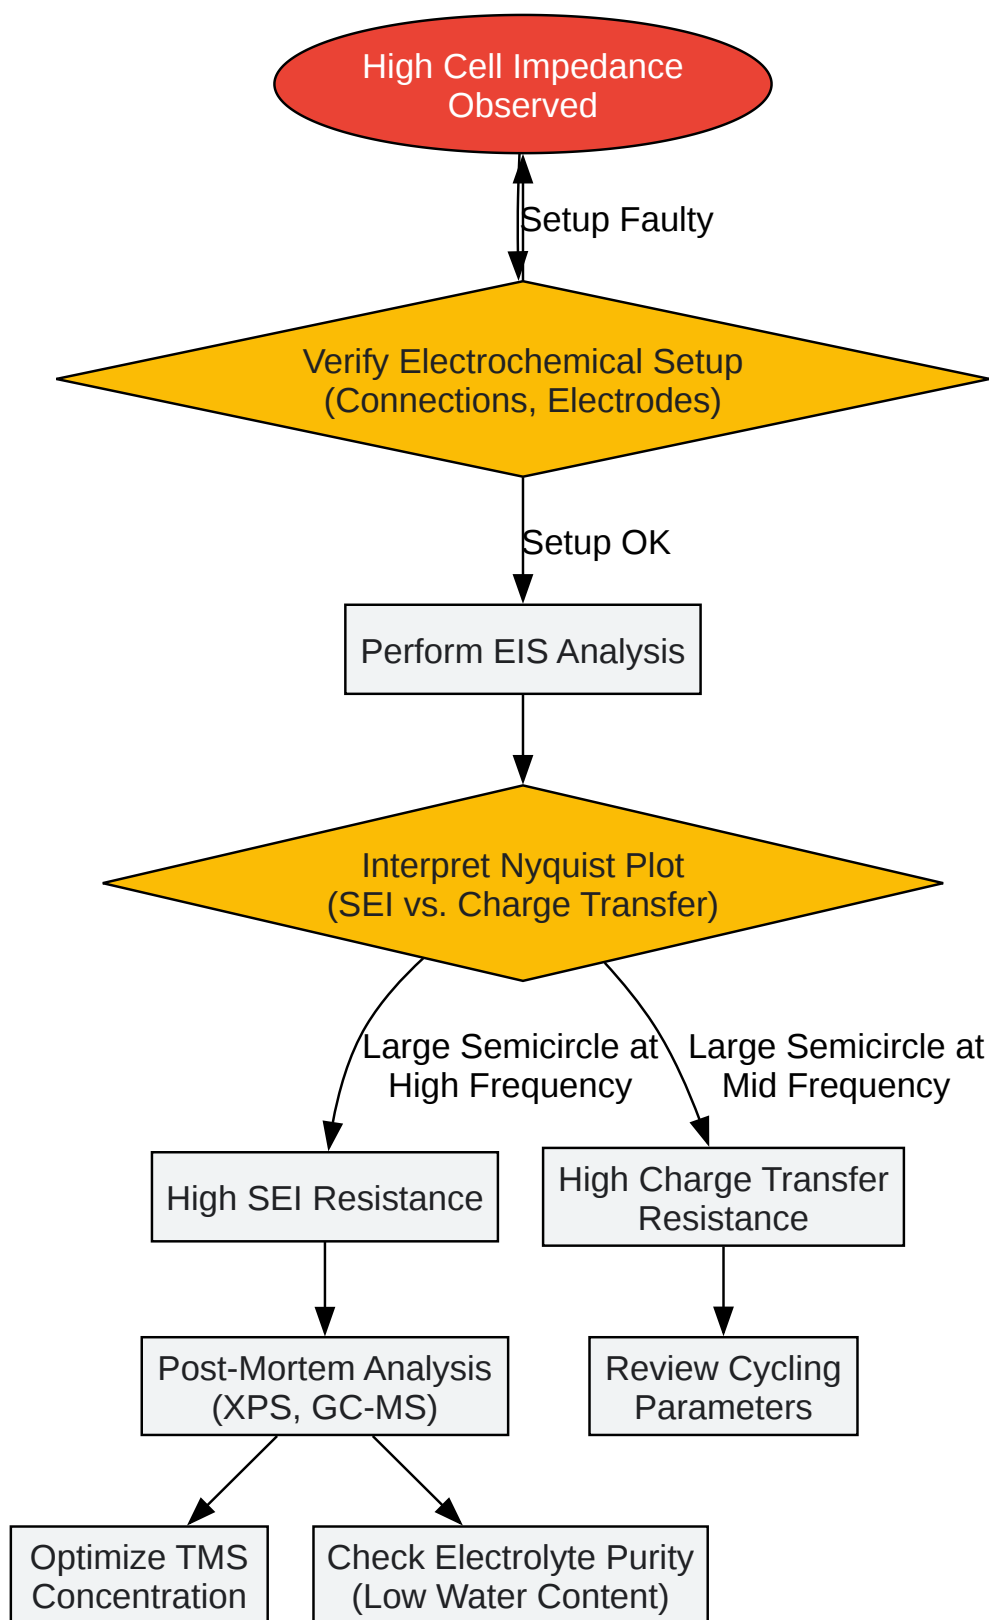 High Cell Impedance
Observed
Setup Faulty
Verify Electrochemical Setup
(Connections, Electrodes)
Setup OK
Perform EIS Analysis
Interpret Nyquist Plot
(SEI vs. Charge Transfer)
Large Semicircle at
High Frequency
Large Semicircle at
Mid Frequency
High SEI Resistance
High Charge Transfer
Resistance
Post-Mortem Analysis
(XPS, GC-MS)
Review Cycling
Parameters
Optimize TMS
Concentration
Check Electrolyte Purity
(Low Water Content)